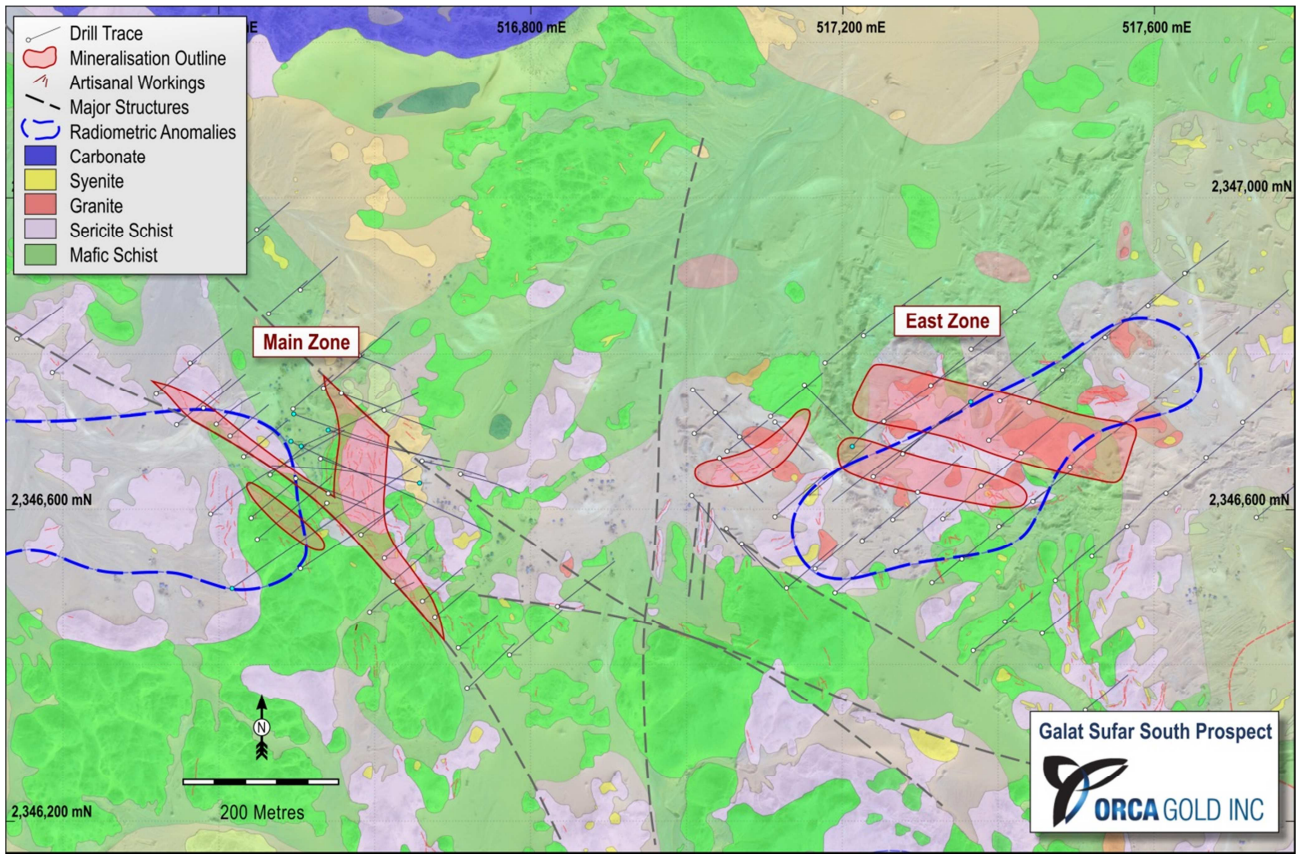 Drill Trace
Mineralisation Outline
Artisanal Workings
Major Structures
Radiometric Anomalies
Carbonate
Syenite
Granite
Sericite Schist
Mafic Schist
516,800 mE
517,200 mE
517,600 mE
2,347,000 mN
Main Zone
East Zone
2,346,600 mN
2,346,600 mN
N
200 Metres
2,346,200 mN
Galat Sufar South Prospect
ORCA GOLD INC